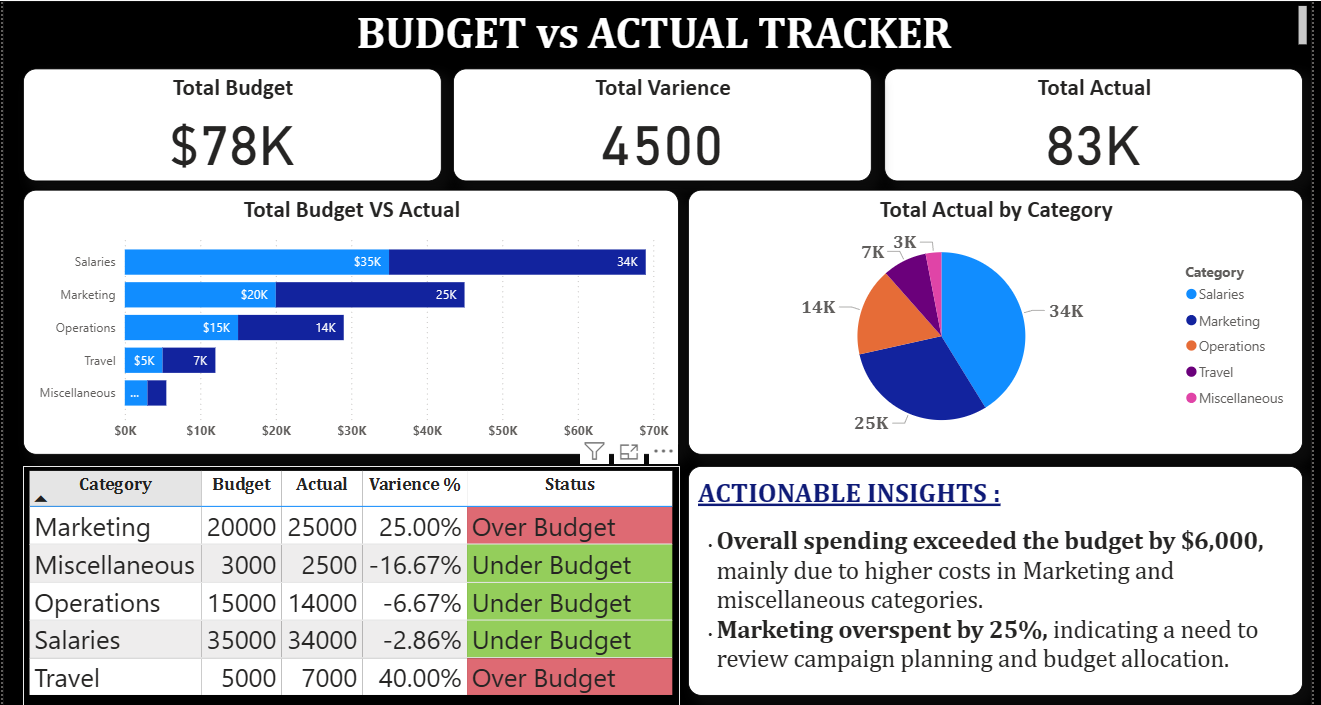 BUDGET vs ACTUAL TRACKER
Total Budget
$78K
Total Varience
4500
Total Actual
83K
Total Budget VS Actual
Salaries $35K 34K
Marketing $20K 25K
Operations $15K 14K
Travel $5K 7K
Miscellaneous ...
$0K $10K $20K $30K $40K $50K $60K $70K
Total Actual by Category
3K
7K
14K
34K
25K
Category
Salaries
Marketing
Operations
Travel
Miscellaneous
Category Budget Actual Varience % Status
Marketing 20000 25000 25.00% Over Budget
Miscellaneous 3000 2500 -16.67% Under Budget
Operations 15000 14000 -6.67% Under Budget
Salaries 35000 34000 -2.86% Under Budget
Travel 5000 7000 40.00% Over Budget
ACTIONABLE INSIGHTS :
. Overall spending exceeded the budget by $6,000,
mainly due to higher costs in Marketing and
miscellaneous categories.
. Marketing overspent by 25%, indicating a need to
review campaign planning and budget allocation.